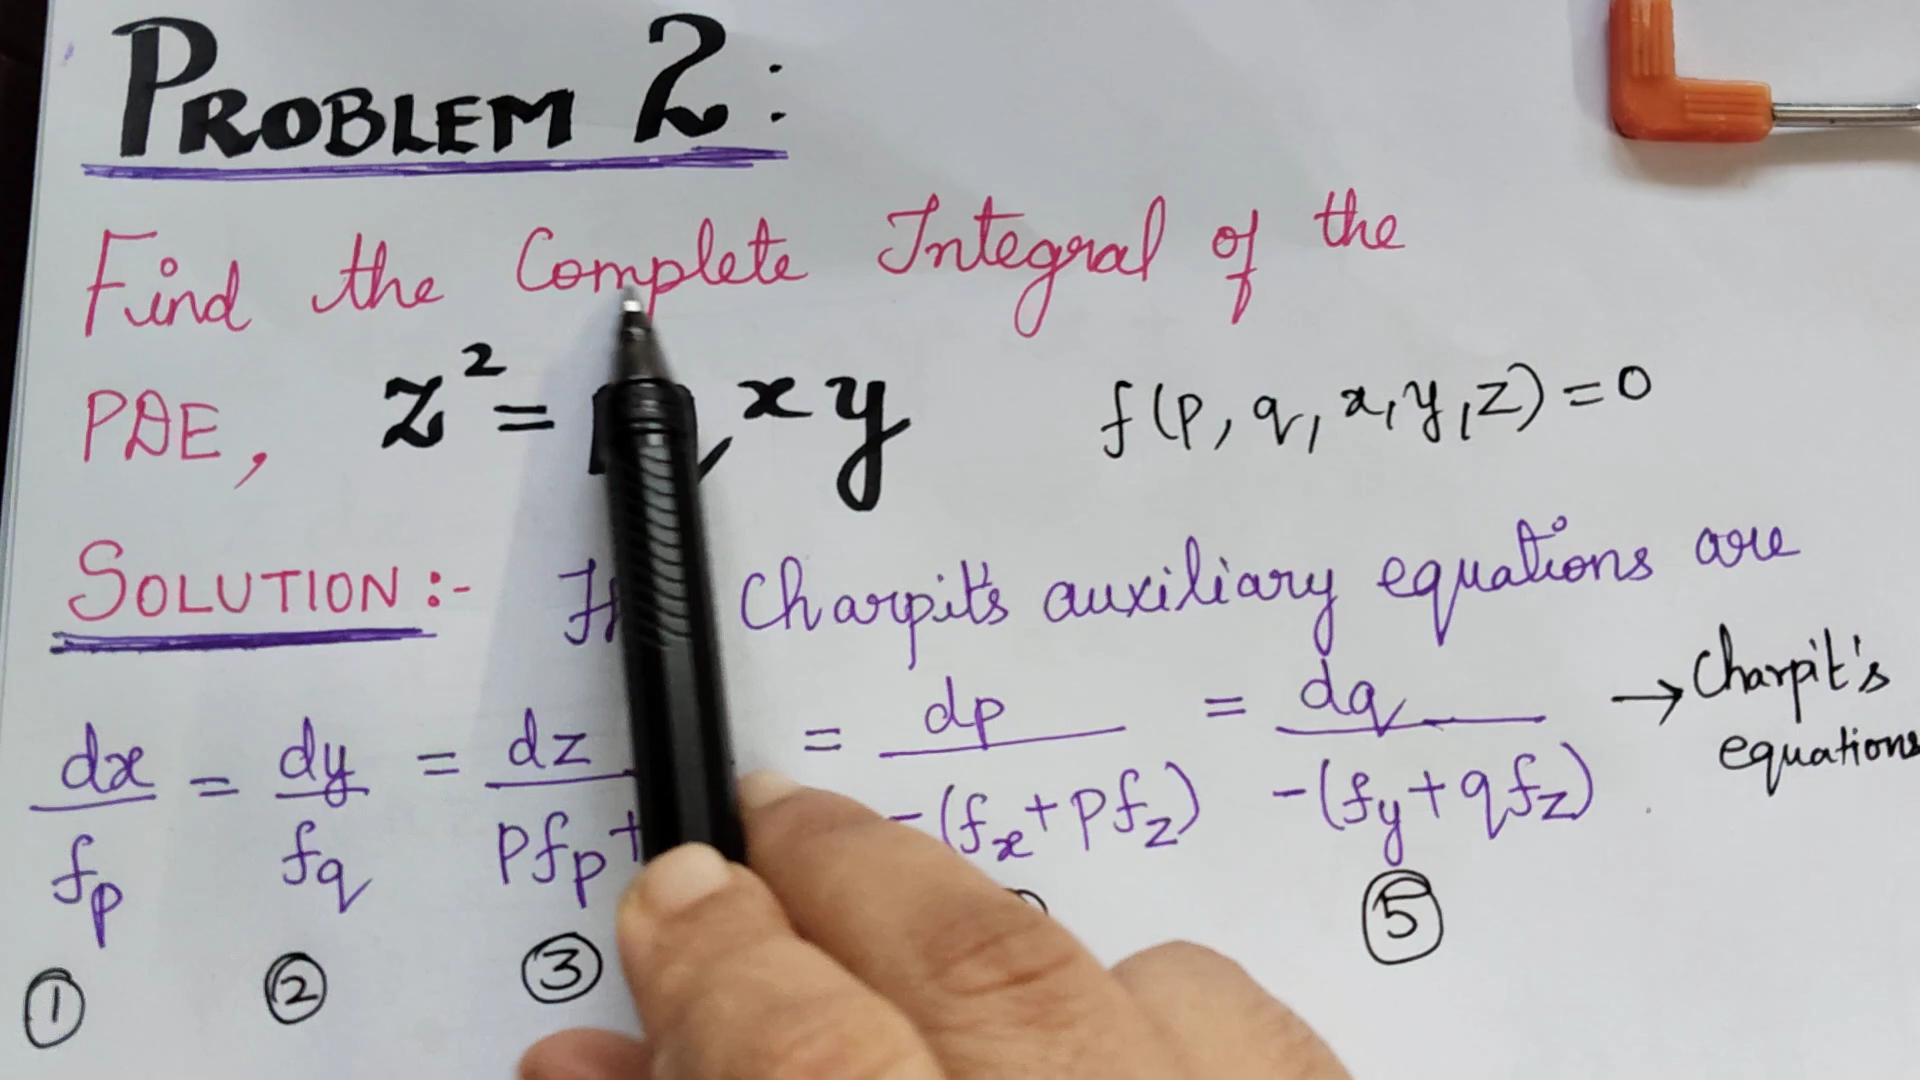 PROBLEM 2:
Find the Complete Integral of the
PDE, z² = xy f(p, q, x, y, z) = 0
SOLUTION :- Charpit's auxiliary equations are
dx/fp = dy/fq = dz/pfp+ = dp/-(fx+pfz) = dq/-(fy+qfz) → Charpit's equations
① ② ③ ⑤